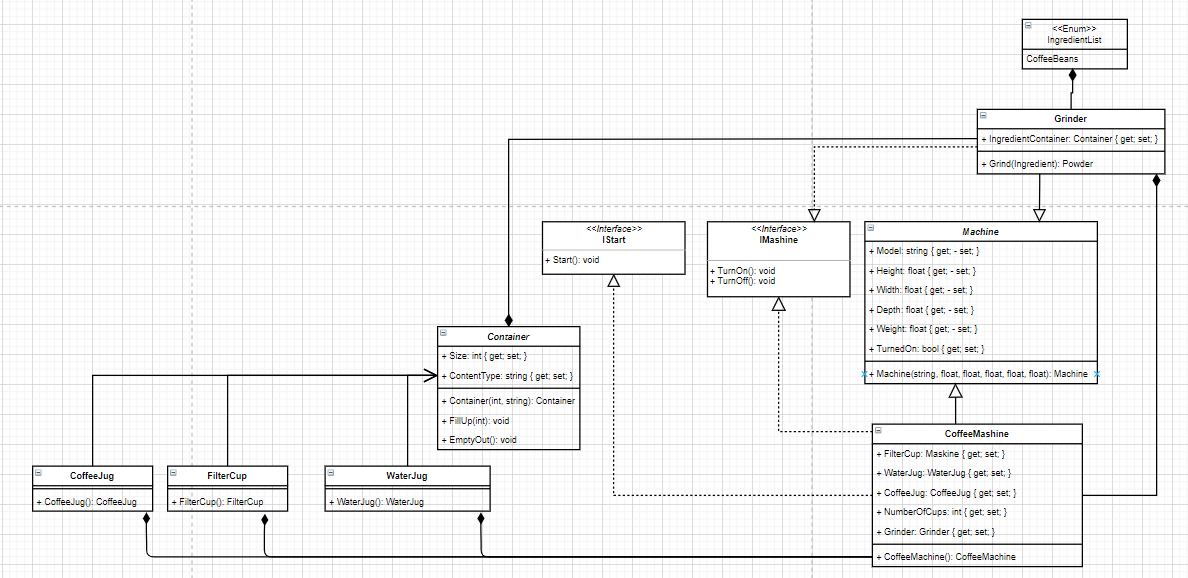 <<Enum>>
IngredientList
CoffeeBeans
Grinder
+ IngredientContainer: Container { get; set; }
+ Grind(Ingredient): Powder
<<Interface>>
IStart
+ Start(): void
<<Interface>>
IMashine
+ TurnOn(): void
+ TurnOff(): void
Machine
+ Model: string { get; - set; }
+ Height: float { get; - set; }
+ Width: float { get; - set; }
+ Depth: float { get; - set; }
+ Weight: float { get; - set; }
+ TurnedOn: bool { get; set; }
+ Machine(string, float, float, float, float, float): Machine
Container
+ Size: int { get; set; }
+ ContentType: string { get; set; }
+ Container(int, string): Container
+ FillUp(int): void
+ EmptyOut(): void
CoffeeJug
+ CoffeeJug(): CoffeeJug
FilterCup
+ FilterCup(): FilterCup
WaterJug
+ WaterJug(): WaterJug
CoffeeMashine
+ FilterCup: Maskine { get; set; }
+ WaterJug: WaterJug { get; set; }
+ CoffeeJug: CoffeeJug { get; set; }
+ NumberOfCups: int { get; set; }
+ Grinder: Grinder { get; set; }
+ CoffeeMachine(): CoffeeMachine